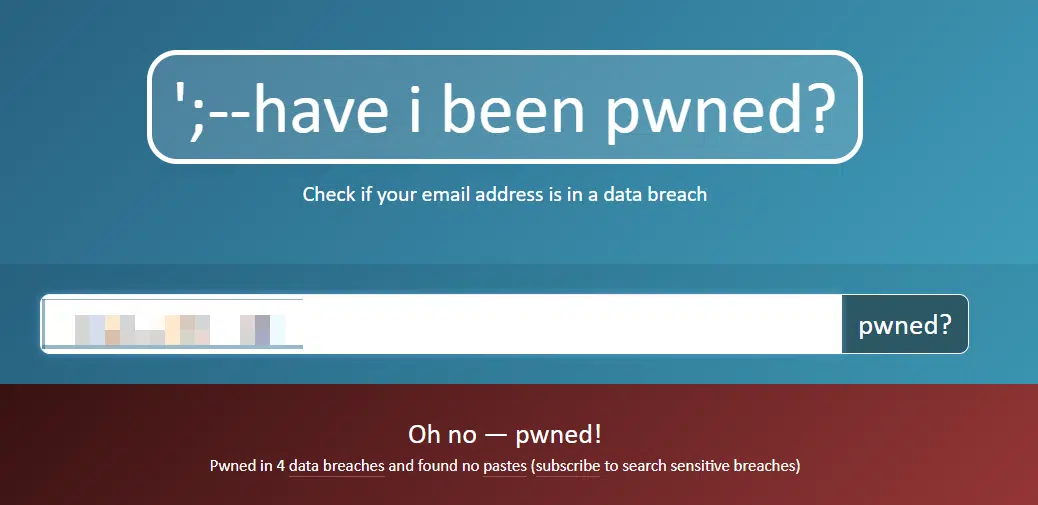 ';--have i been pwned?
Check if your email address is in a data breach
pwned?
Oh no — pwned!
Pwned in 4 data breaches and found no pastes (subscribe to search sensitive breaches)